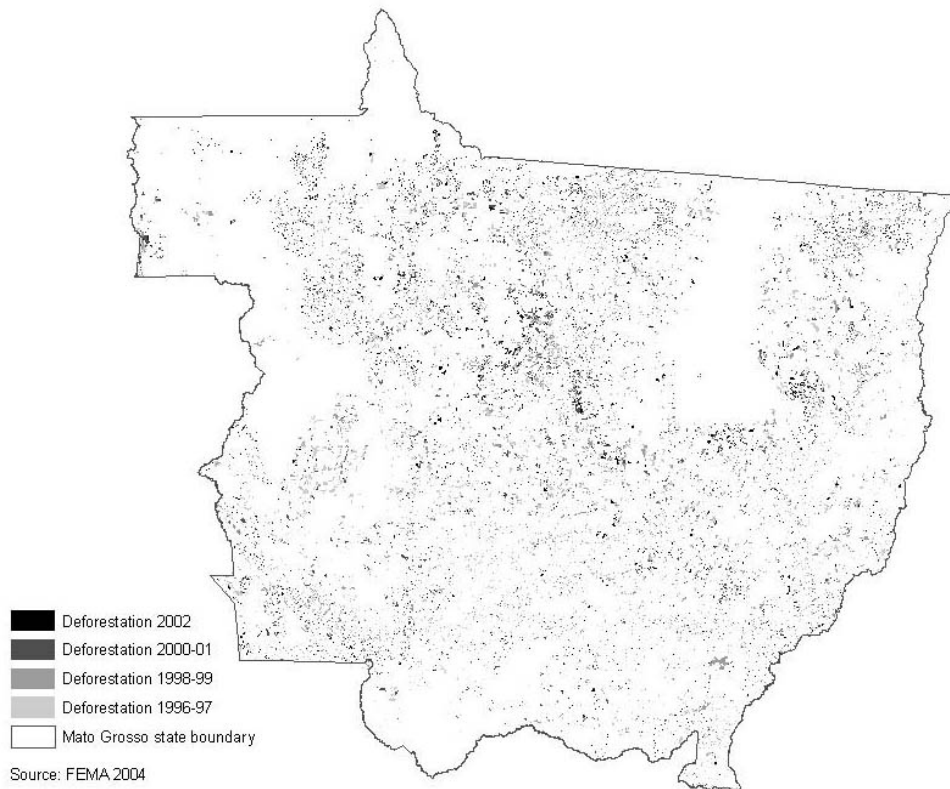 Deforestation 2002
Deforestation 2000-01
Deforestation 1998-99
Deforestation 1996-97
Mato Grosso state boundary
Source: FEMA 2004